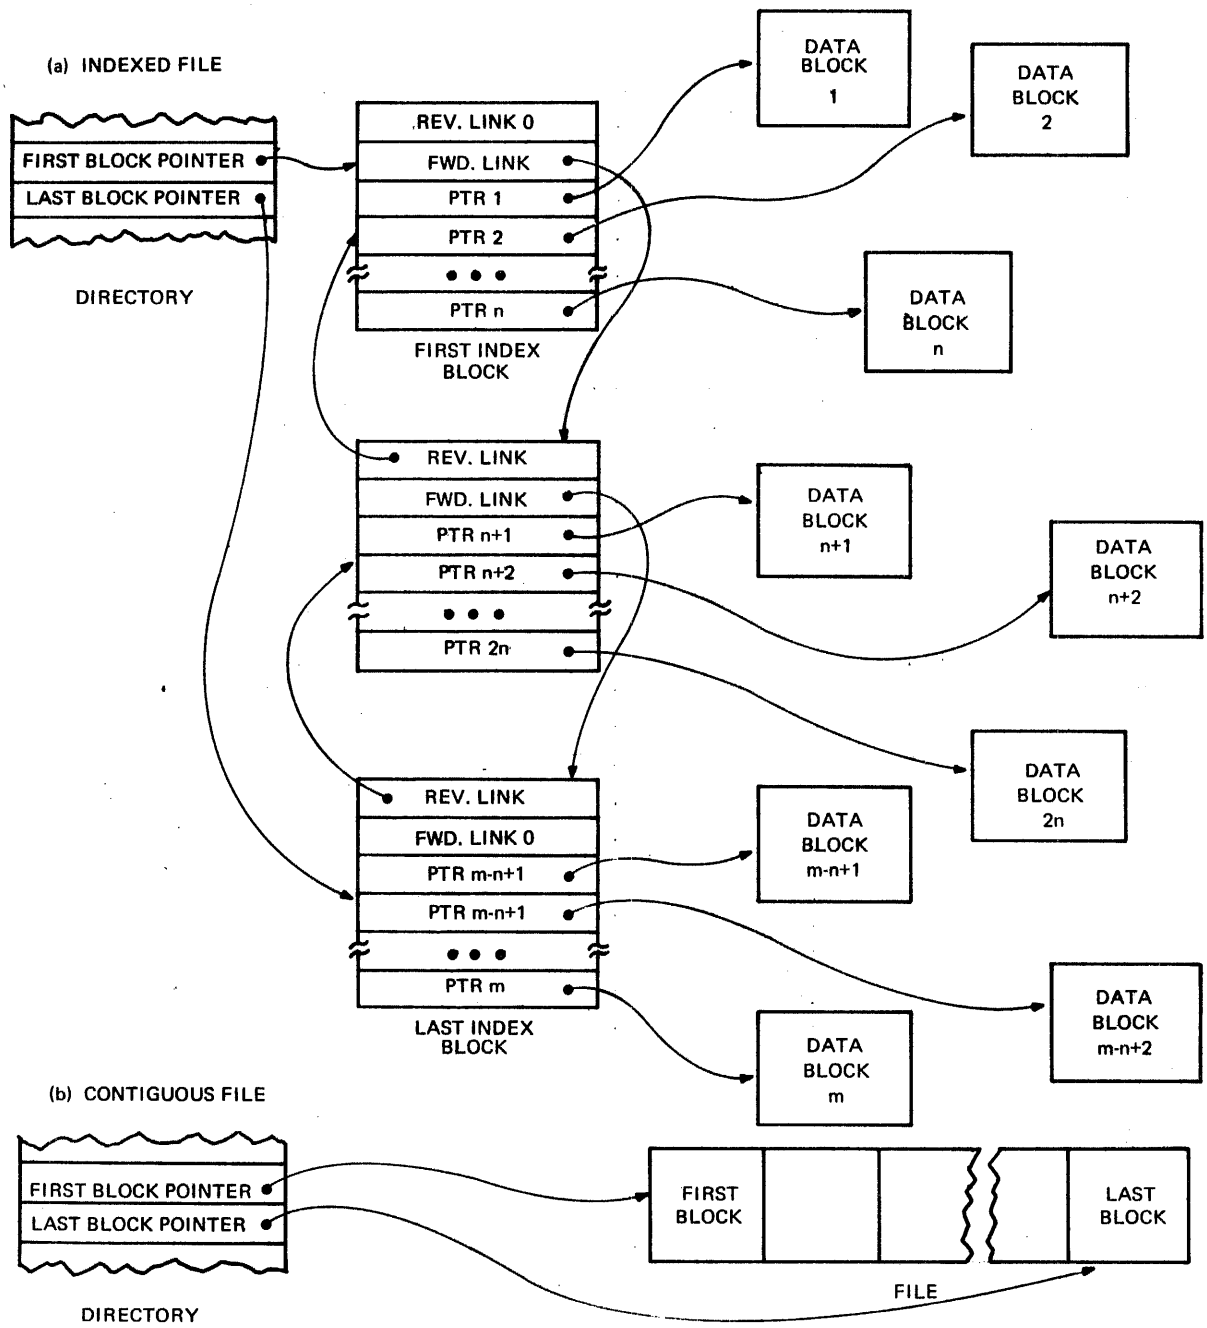 (a) INDEXED FILE
FIRST BLOCK POINTER
LAST BLOCK POINTER
DIRECTORY
REV. LINK 0
FWD. LINK
PTR 1
PTR 2
• • •
PTR n
FIRST INDEX
BLOCK
DATA
BLOCK
1
DATA
BLOCK
2
DATA
BLOCK
n
REV. LINK
FWD. LINK
PTR n+1
PTR n+2
• • •
PTR 2n
DATA
BLOCK
n+1
DATA
BLOCK
n+2
DATA
BLOCK
2n
REV. LINK
FWD. LINK 0
PTR m-n+1
PTR m-n+1
• • •
PTR m
LAST INDEX
BLOCK
DATA
BLOCK
m-n+1
DATA
BLOCK
m-n+2
DATA
BLOCK
m
(b) CONTIGUOUS FILE
FIRST BLOCK POINTER
LAST BLOCK POINTER
DIRECTORY
FIRST
BLOCK
LAST
BLOCK
FILE